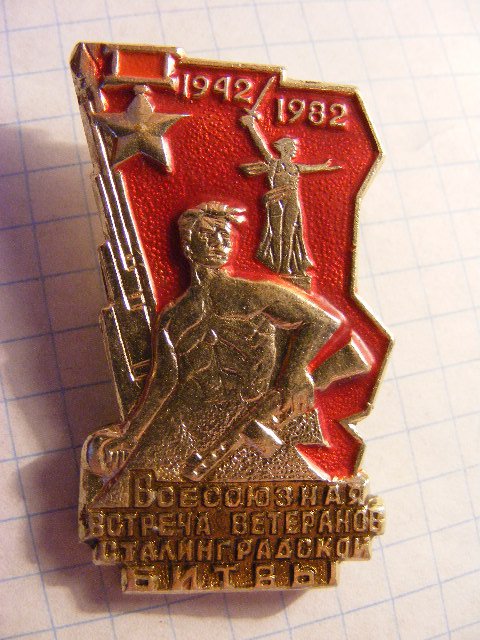 1942/1982
Всесоюзная
встреча ветеранов
Сталинградской
битвы